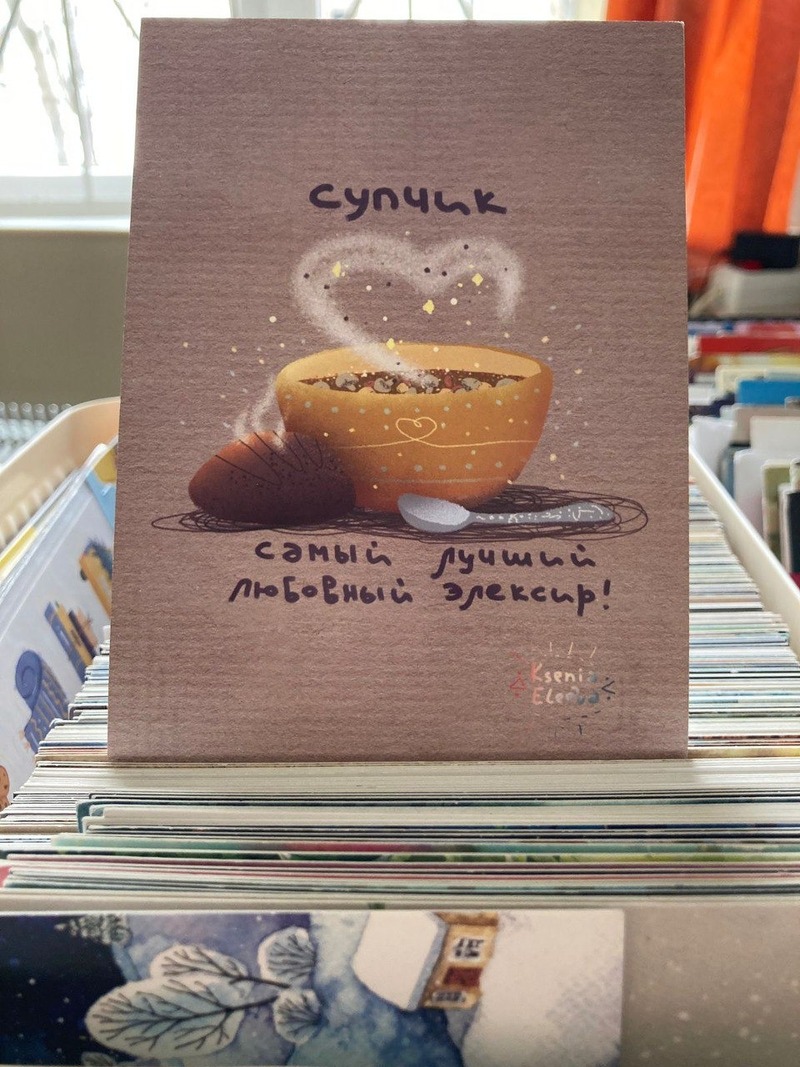 супчик
самый лучший
любовный элексир!
Ksenia
Eleeva